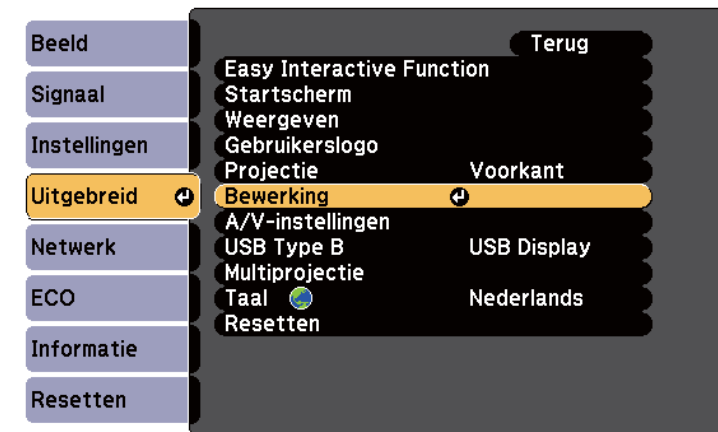 Beeld
Signaal
Instellingen
Uitgebreid
Netwerk
ECO
Informatie
Resetten
Terug
Easy Interactive Function
Startscherm
Weergeven
Gebruikerslogo
Projectie Voorkant
Bewerking
A/V-instellingen
USB Type B USB Display
Multiprojectie
Taal Nederlands
Resetten